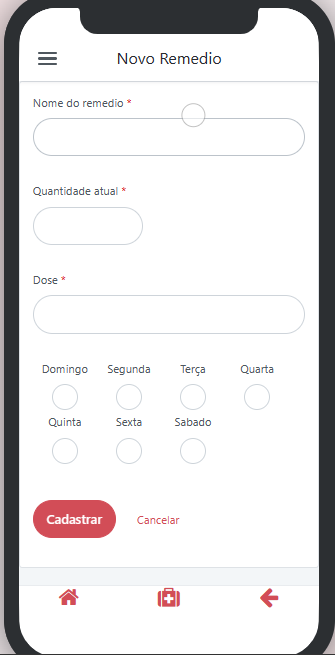 Novo Remedio
Nome do remedio *
Quantidade atual *
Dose *
Domingo Segunda Terça Quarta
Quinta Sexta Sabado
Cadastrar Cancelar